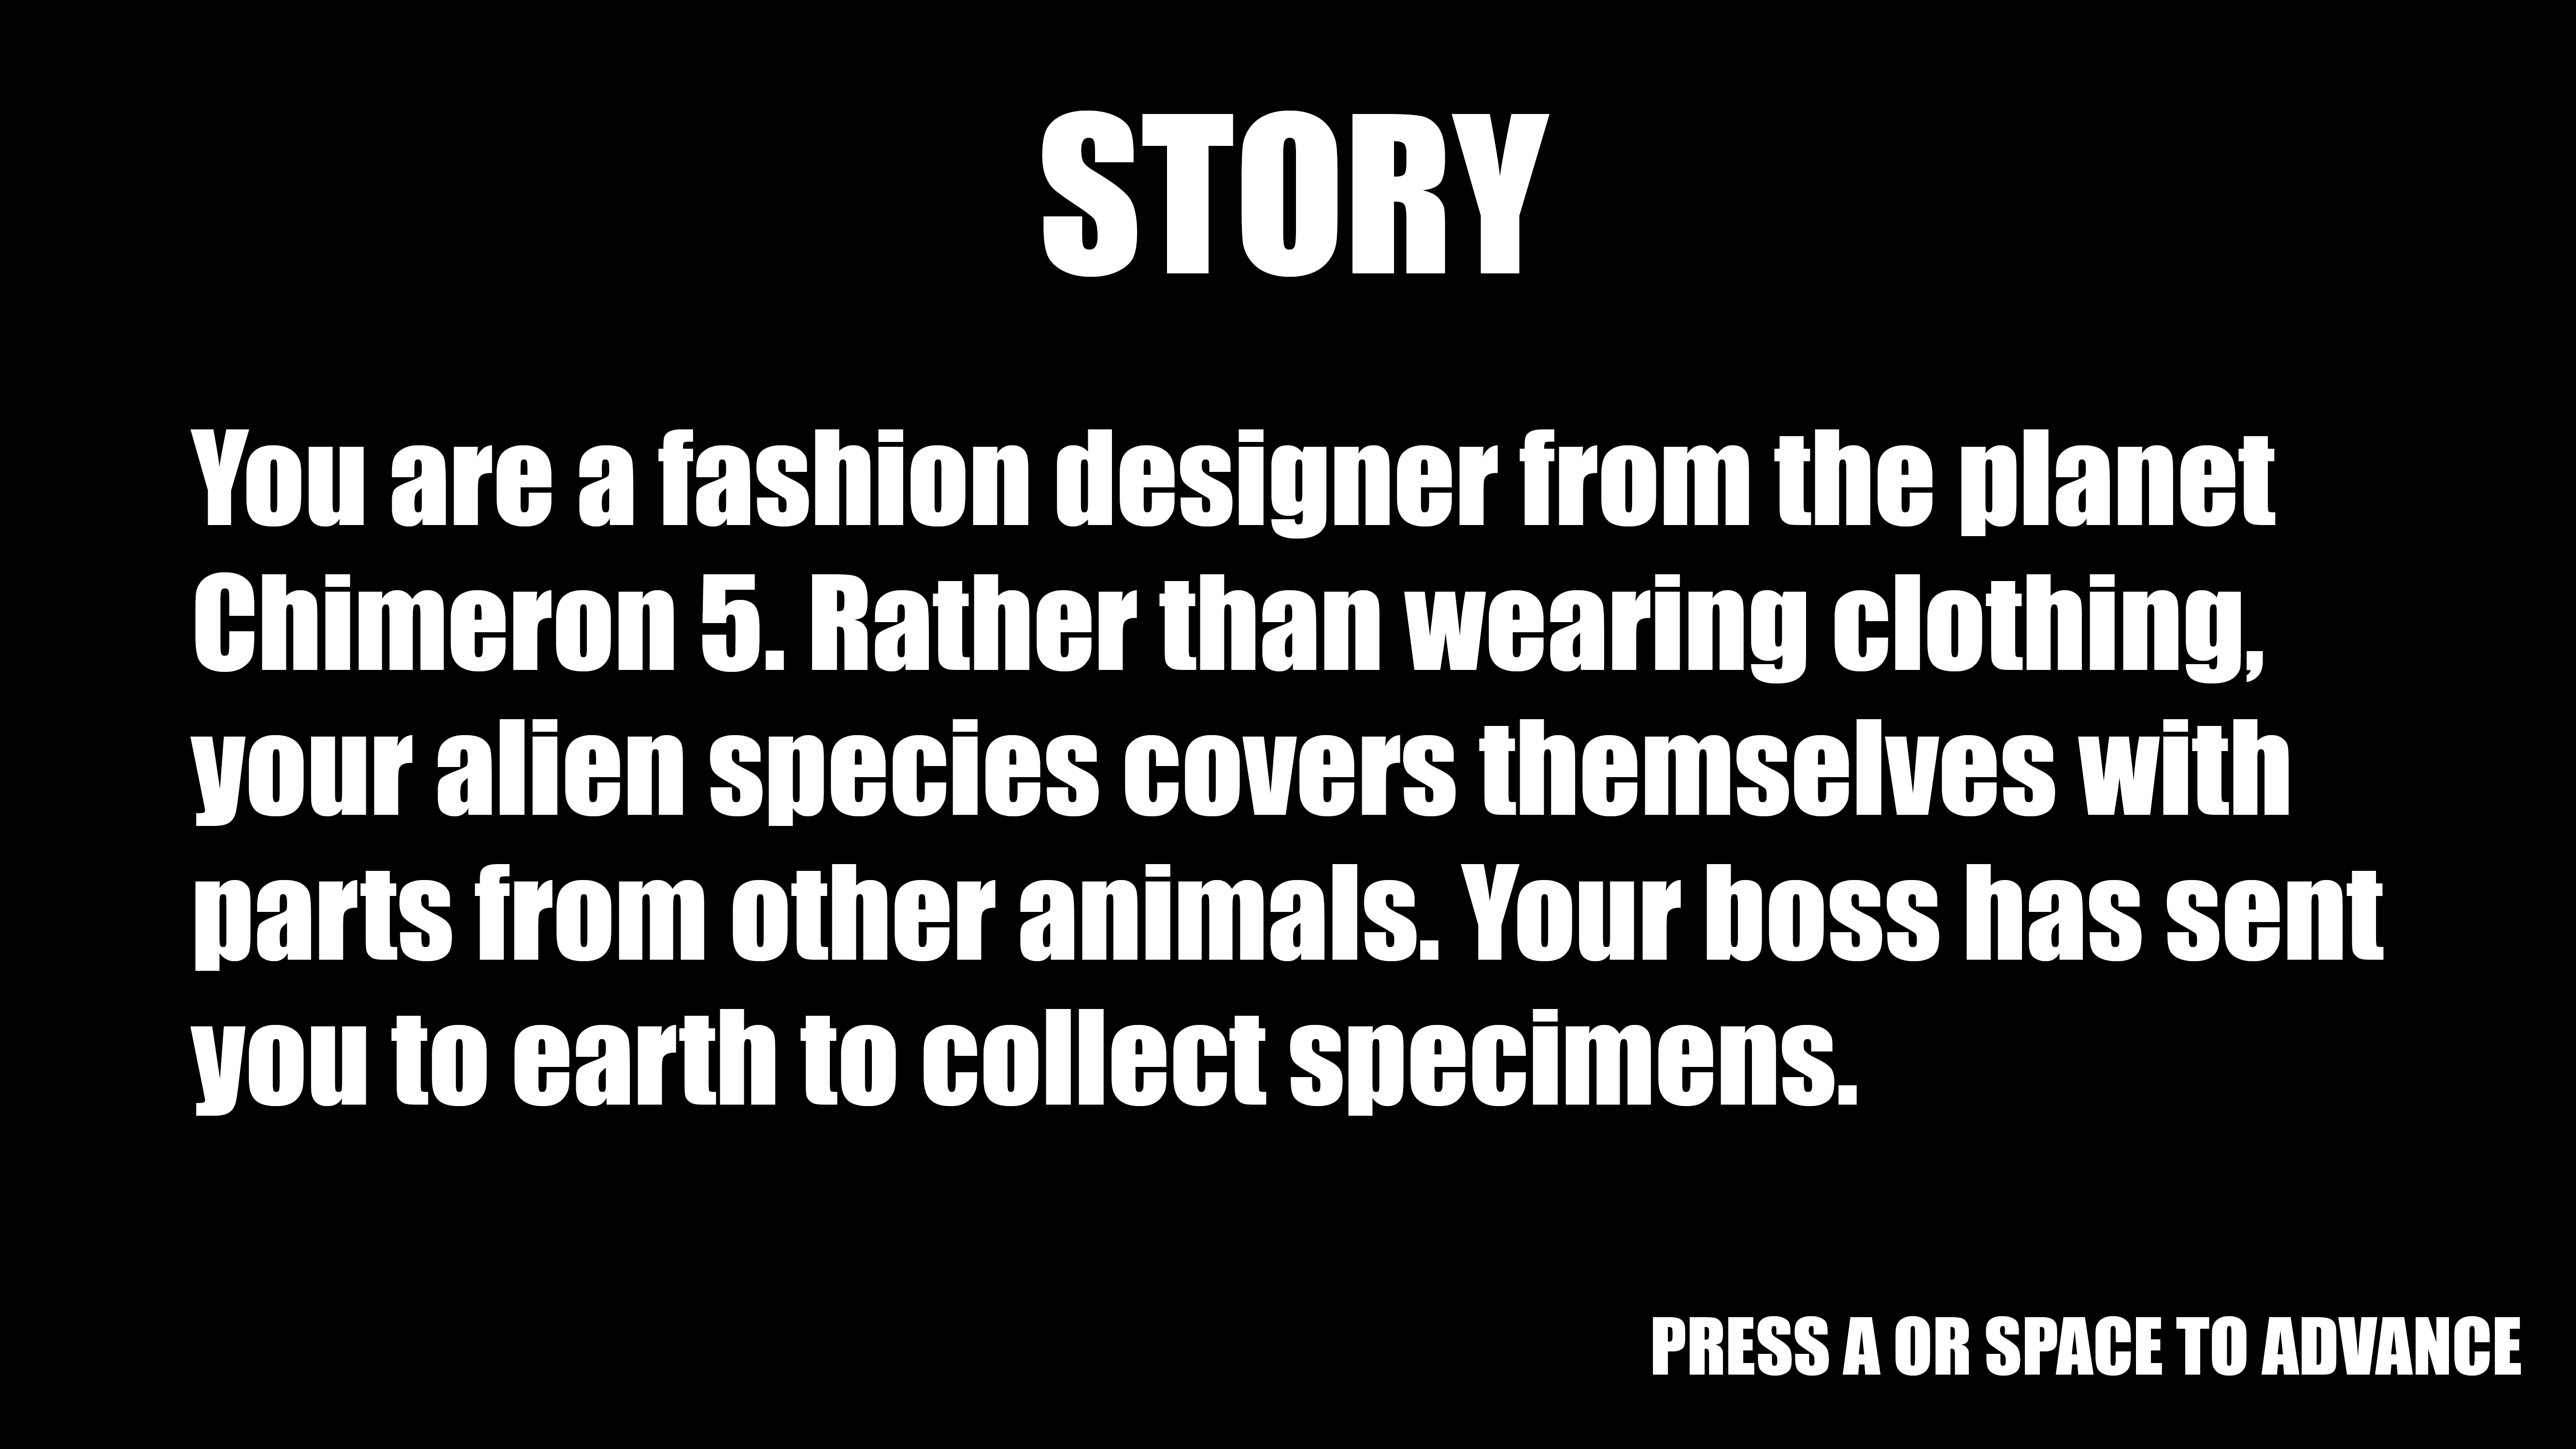 STORY
You are a fashion designer from the planet
Chimeron 5. Rather than wearing clothing,
your alien species covers themselves with
parts from other animals. Your boss has sent
you to earth to collect specimens.
PRESS A OR SPACE TO ADVANCE